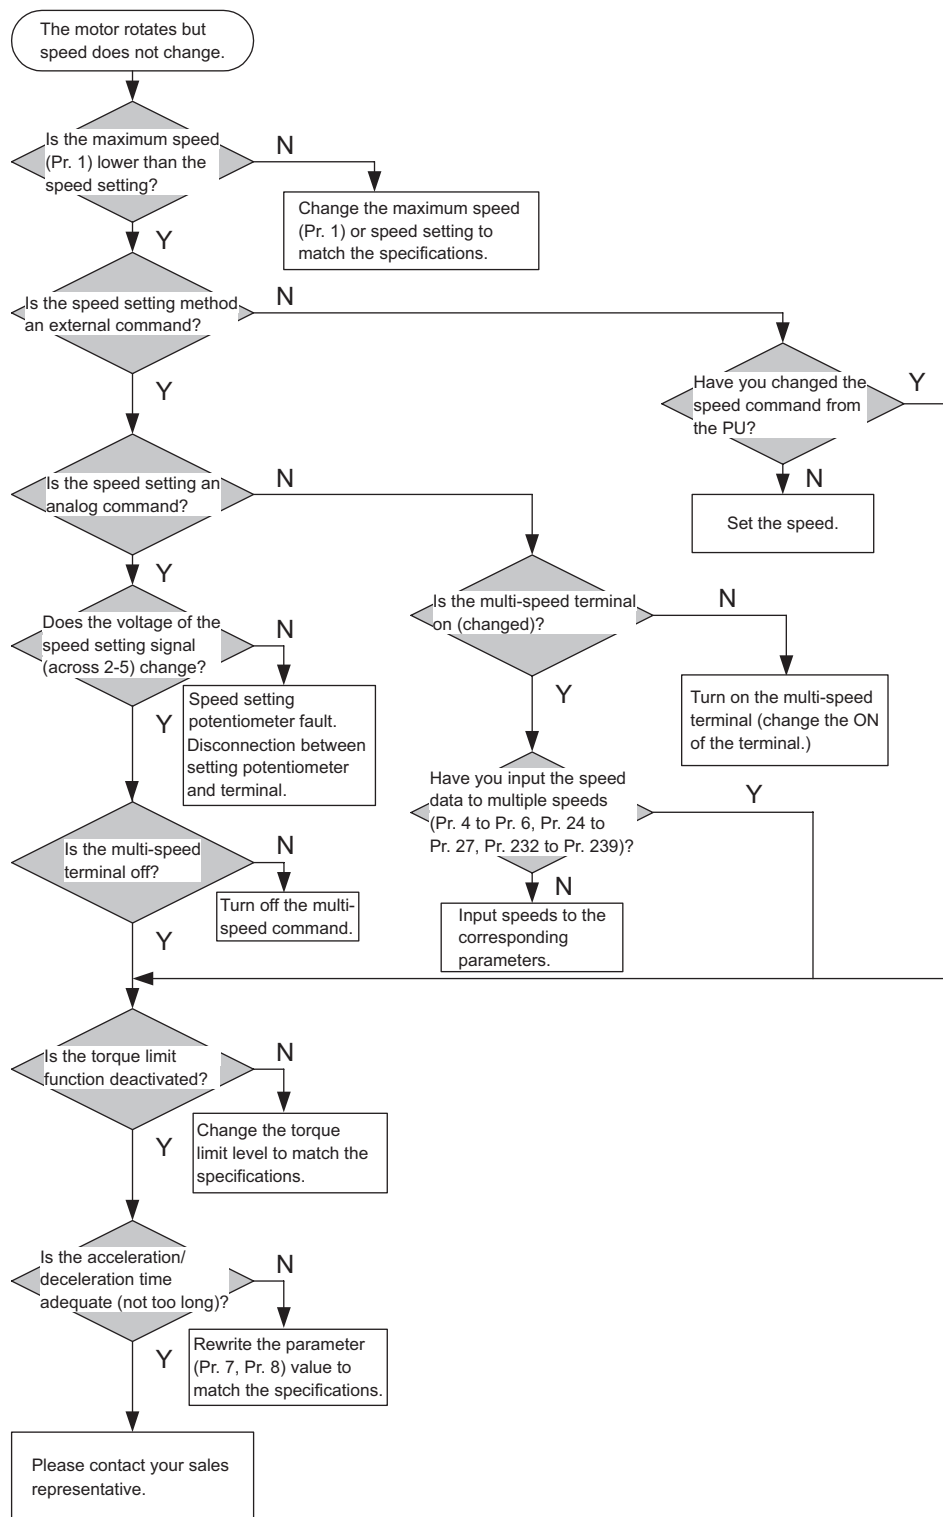 The motor rotates but
speed does not change.
Is the maximum speed
(Pr. 1) lower than the
speed setting?
N
Change the maximum speed
(Pr. 1) or speed setting to
match the specifications.
Y
Is the speed setting method
an external command?
N
Have you changed the
speed command from
the PU?
Y
N
Set the speed.
Y
Is the speed setting an
analog command?
N
Is the multi-speed terminal
on (changed)?
N
Turn on the multi-speed
terminal (change the ON
of the terminal.)
Y
Have you input the speed
data to multiple speeds
(Pr. 4 to Pr. 6, Pr. 24 to
Pr. 27, Pr. 232 to Pr. 239)?
Y
N
Input speeds to the
corresponding
parameters.
Y
Does the voltage of the
speed setting signal
(across 2-5) change?
N
Speed setting
potentiometer fault.
Disconnection between
setting potentiometer
and terminal.
Y
Is the multi-speed
terminal off?
N
Turn off the multi-
speed command.
Y
Is the torque limit
function deactivated?
N
Change the torque
limit level to match the
specifications.
Y
Is the acceleration/
deceleration time
adequate (not too long)?
N
Rewrite the parameter
(Pr. 7, Pr. 8) value to
match the specifications.
Y
Please contact your sales
representative.